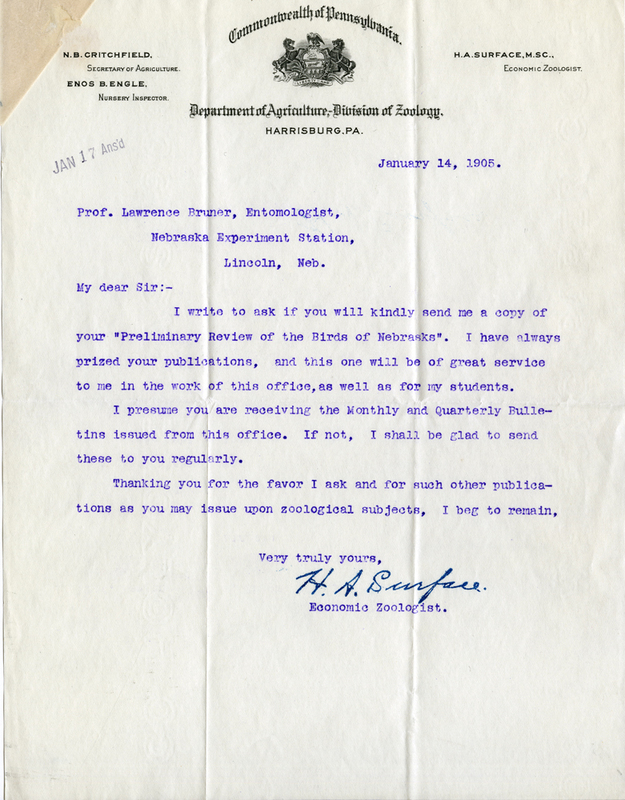 Commonwealth of Pennsylvania.
N.B. CRITCHFIELD,
SECRETARY OF AGRICULTURE.
ENOS B. ENGLE,
NURSERY INSPECTOR.
H.A. SURFACE, M.SC.,
ECONOMIC ZOOLOGIST.
Department of Agriculture,-Division of Zoology.
HARRISBURG, PA.
JAN 17 Ans'd
January 14, 1905.
Prof. Lawrence Bruner, Entomologist,
Nebraska Experiment Station,
Lincoln, Neb.
My dear Sir:-
I write to ask if you will kindly send me a copy of
your "Preliminary Review of the Birds of Nebrasks". I have always
prized your publications, and this one will be of great service
to me in the work of this office,as well as for my students.
I presume you are receiving the Monthly and Quarterly Bulle-
tins issued from this office. If not, I shall be glad to send
these to you regularly.
Thanking you for the favor I ask and for such other publica-
tions as you may issue upon zoological subjects, I beg to remain,
Very truly yours,
H. A. Surface.
Economic Zoologist.